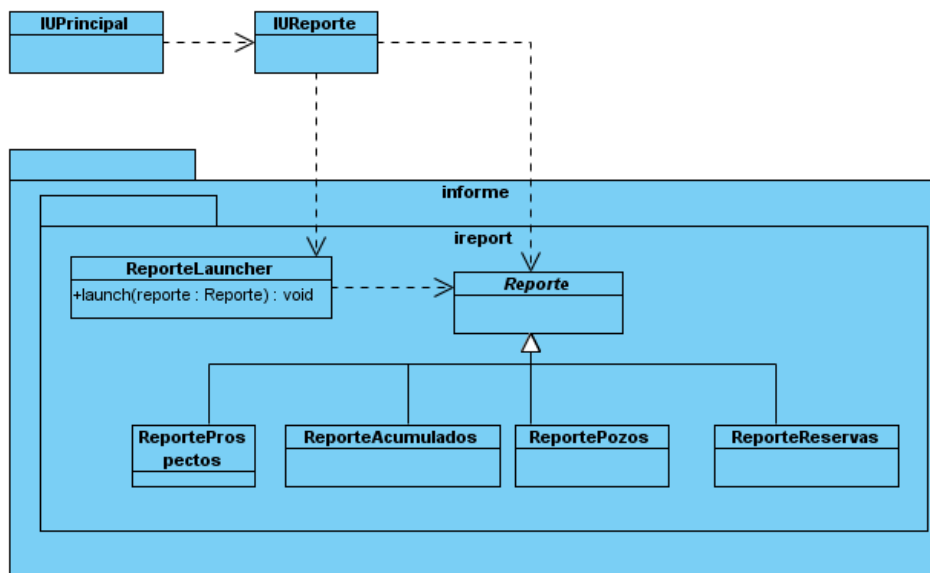 IUPrincipal
IUReporte
informe
ireport
ReporteLauncher
+launch(reporte : Reporte) : void
Reporte
ReportePros
pectos
ReporteAcumulados
ReportePozos
ReporteReservas